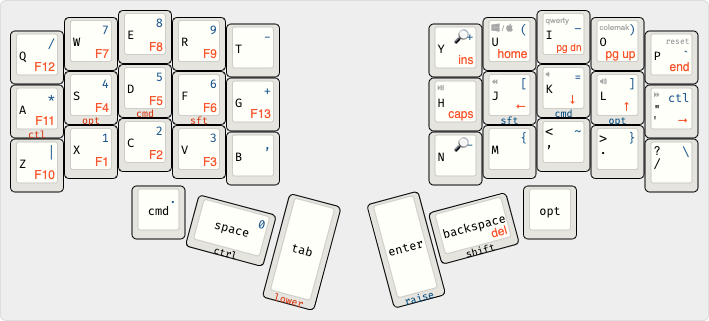 Q / F12
W 7 F7
E 8 F8
R 9 F9
T -
Y + ins
U / ( home
qwerty I − pg dn
colemak O ) pg up
reset P ` end
A * F11 ctl
S 4 F4 opt
D 5 F5 cmd
F 6 F6 sft
G + F13
H caps
J [ ← sft
K = ↓ cmd
L ] ↑ opt
" ' ctl →
Z | F10
X 1 F1
C 2 F2
V 3 F3
B ,
N
M {
< , ~
> . }
? / \
cmd .
space 0 ctrl
tab lower
enter raise
backspace del shift
opt